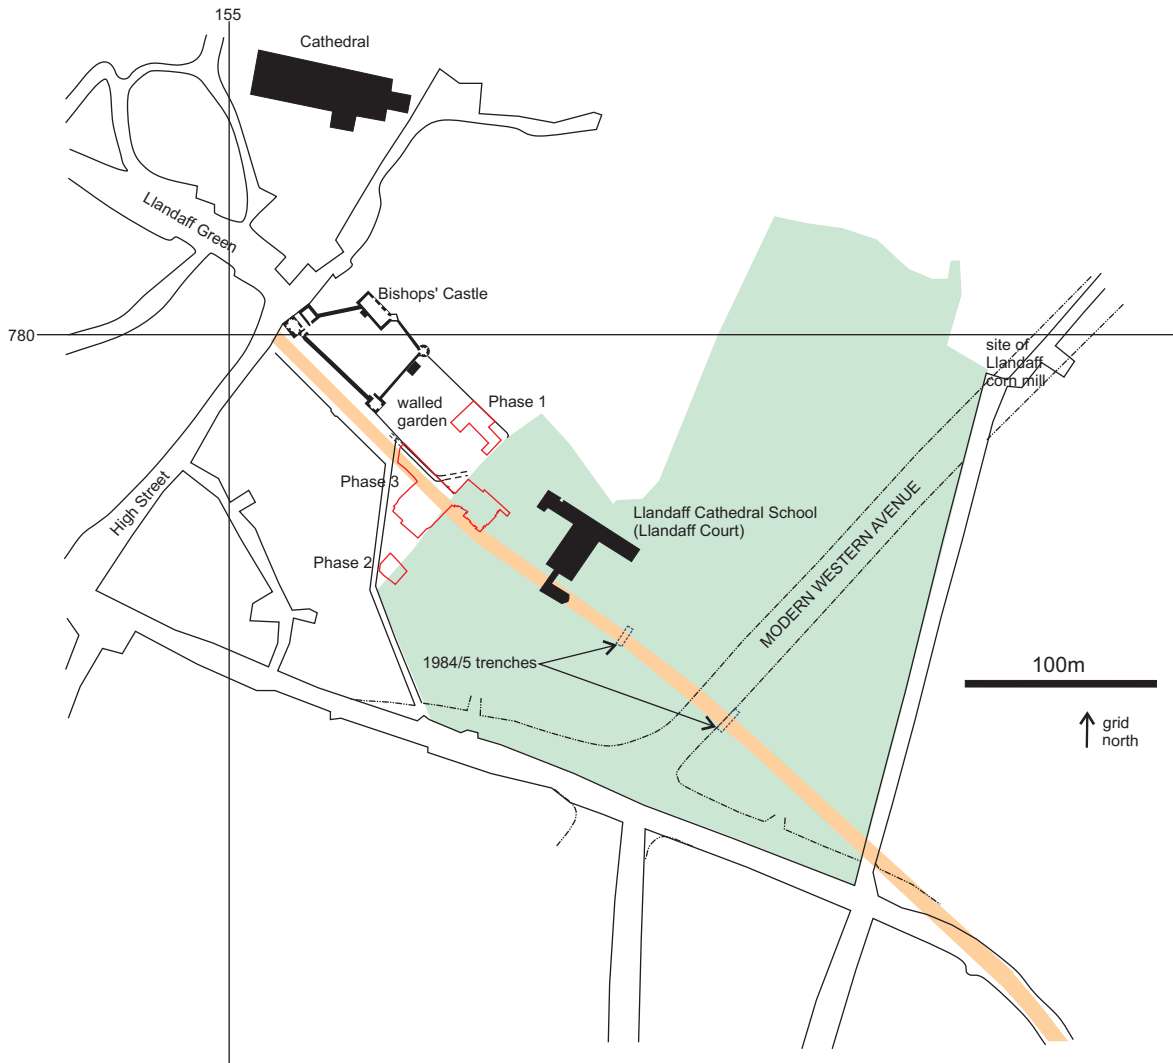 155
Cathedral
Llandaff Green
Bishops' Castle
780
site of
Llandaff
corn mill
walled
garden
Phase 1
Phase 3
High Street
Llandaff Cathedral School
(Llandaff Court)
Phase 2
MODERN WESTERN AVENUE
1984/5 trenches
100m
grid
north